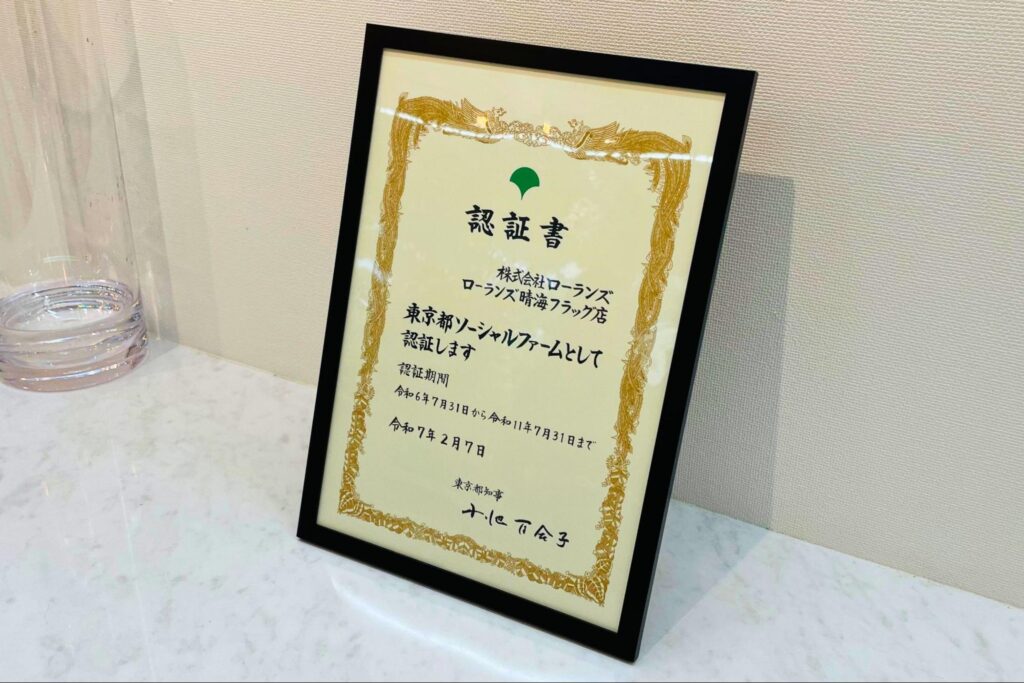 認証書
株式会社ローランズ
ローランズ晴海フラッグ店
東京都ソーシャルファームとして
認証します
認証期間
令和6年7月31日から令和11年7月31日まで
令和7年2月7日
東京都知事
小池百合子